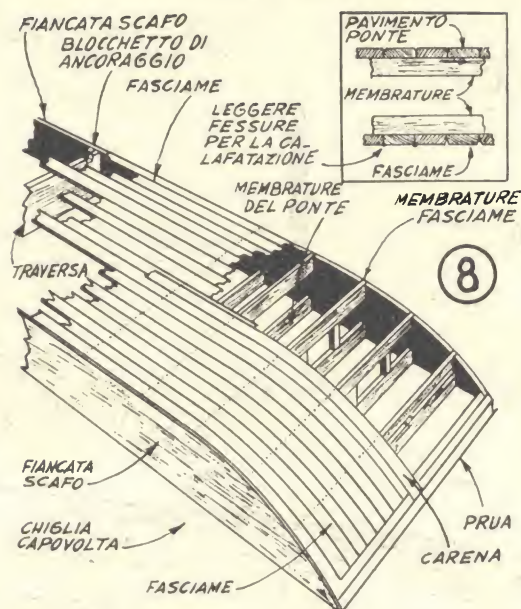 FIANCATA SCAFO
BLOCCHETTO DI
ANCORAGGIO
FASCIAME
LEGGERE
FESSURE
PER LA CA-
LAFATAZIONE
PAVIMENTO
PONTE
MEMBRATURE
FASCIAME
MEMBRATURE
DEL PONTE
MEMBRATURE
FASCIAME
8
TRAVERSA
FIANCATA
SCAFO
CHIGLIA
CAPOVOLTA
FASCIAME
CARENA
PRUA